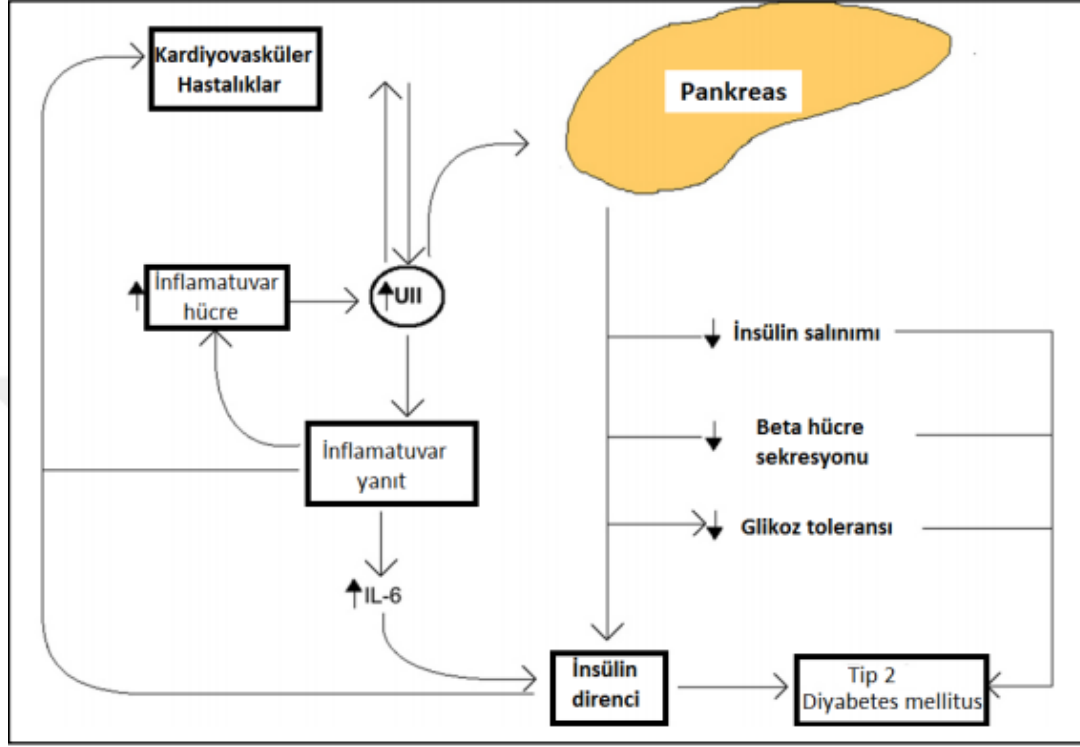 Kardiyovasküler
Hastalıklar
Pankreas
İnflamatuvar
hücre
UII
İnsülin salınımı
Beta hücre
sekresyonu
İnflamatuvar
yanıt
Glikoz toleransı
IL-6
İnsülin
direnci
Tip 2
Diyabetes mellitus